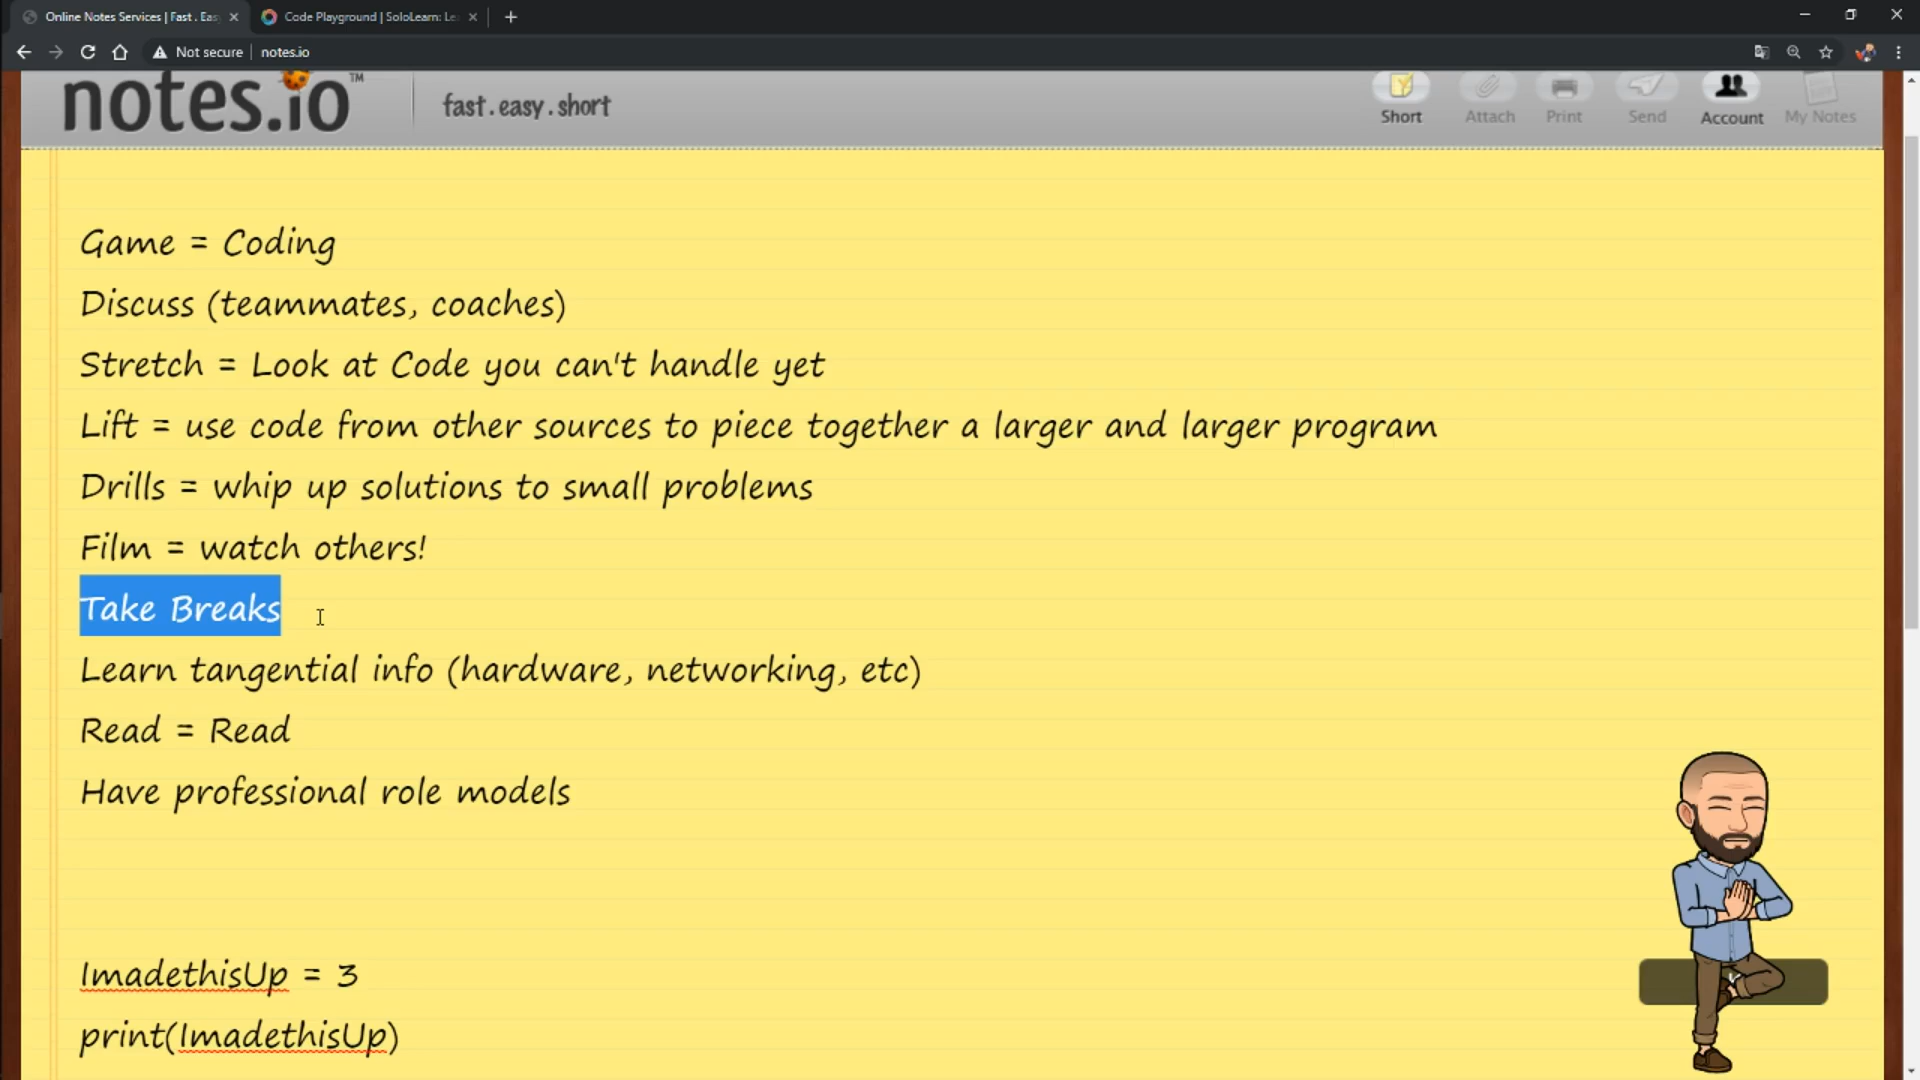 Online Notes Services | Fast . Eas
Code Playground | SoloLearn: Le
Not secure
notes.io
notes.io™
fast.easy.short
Short
Attach
Print
Send
Account
My Notes
Game = Coding
Discuss (teammates, coaches)
Stretch = Look at Code you can't handle yet
Lift = use code from other sources to piece together a larger and larger program
Drills = whip up solutions to small problems
Film = watch others!
Take Breaks
Learn tangential info (hardware, networking, etc)
Read = Read
Have professional role models
ImadethisUp = 3
print(ImadethisUp)